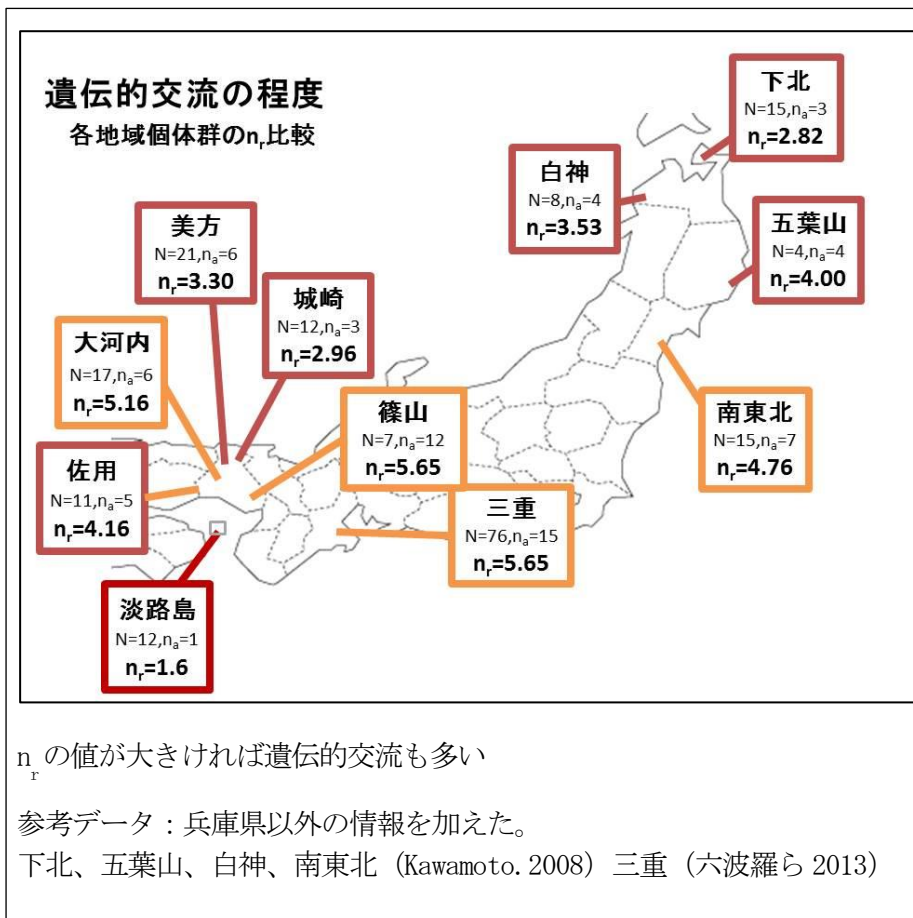 遺伝的交流の程度
各地域個体群のnr比較
下北
N=15,na=3
nr=2.82
白神
N=8,na=4
nr=3.53
五葉山
N=4,na=4
nr=4.00
美方
N=21,na=6
nr=3.30
城崎
N=12,na=3
nr=2.96
大河内
N=17,na=6
nr=5.16
篠山
N=7,na=12
nr=5.65
南東北
N=15,na=7
nr=4.76
佐用
N=11,na=5
nr=4.16
三重
N=76,na=15
nr=5.65
淡路島
N=12,na=1
nr=1.6
nrの値が大きければ遺伝的交流も多い
参考データ：兵庫県以外の情報を加えた。
下北、五葉山、白神、南東北（Kawamoto.2008）三重（六波羅ら 2013）